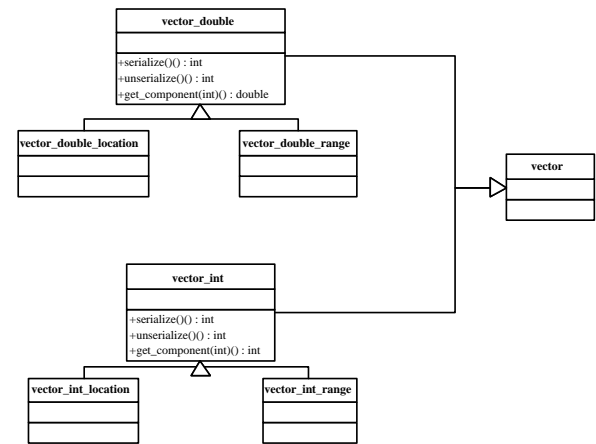 vector_double
+serialize()() : int
+unserialize()() : int
+get_component(int)() : double
vector_double_location
vector_double_range
vector
vector_int
+serialize()() : int
+unserialize()() : int
+get_component(int)() : int
vector_int_location
vector_int_range